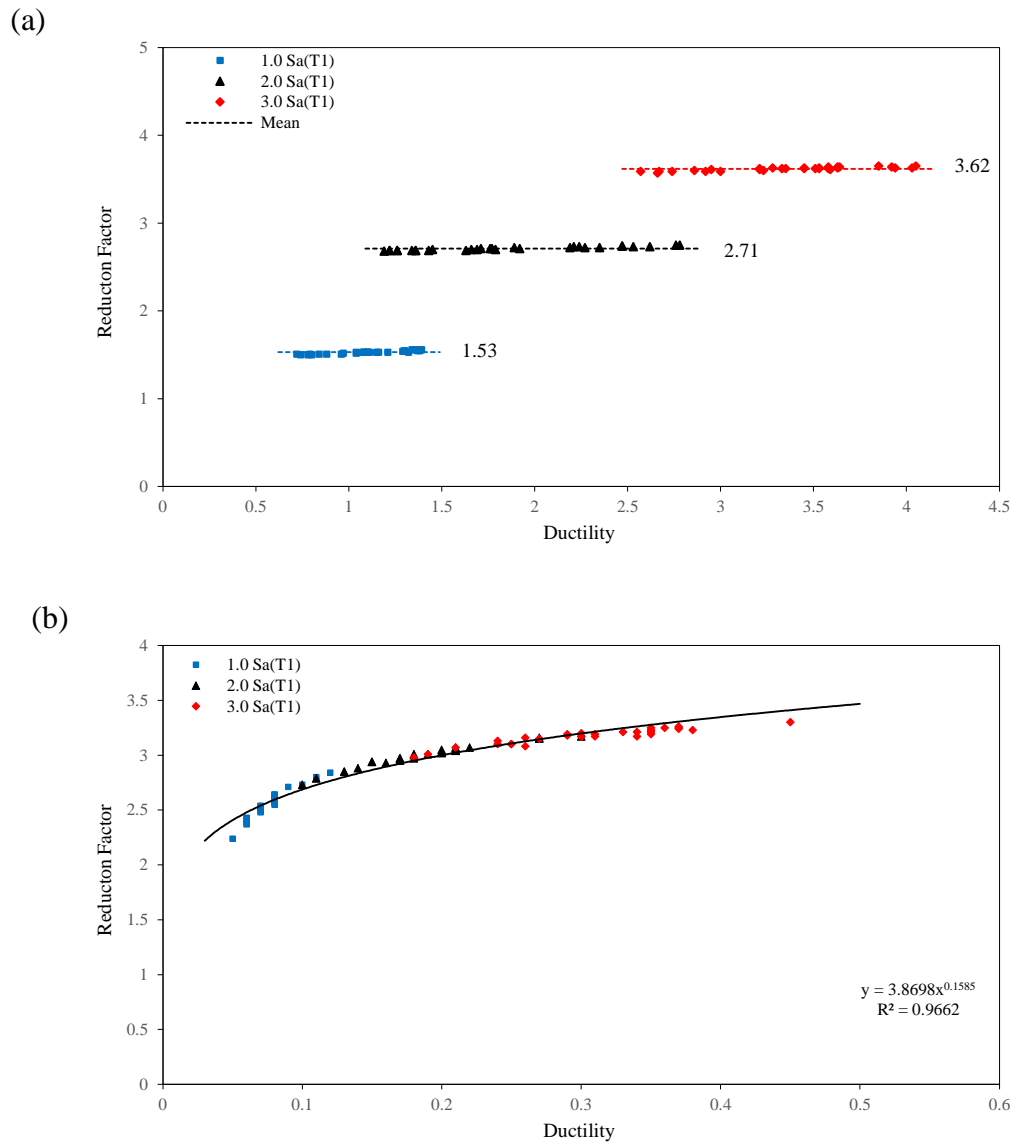 (a)
5
4
3
2
1
0
Reducton Factor
1.0 Sa(T1)
2.0 Sa(T1)
3.0 Sa(T1)
Mean
3.62
2.71
1.53
0 0.5 1 1.5 2 2.5 3 3.5 4 4.5
Ductility
(b)
4
3.5
3
2.5
2
1.5
1
0.5
0
Reducton Factor
1.0 Sa(T1)
2.0 Sa(T1)
3.0 Sa(T1)
y = 3.8698x^0.1585
R² = 0.9662
0 0.1 0.2 0.3 0.4 0.5 0.6
Ductility